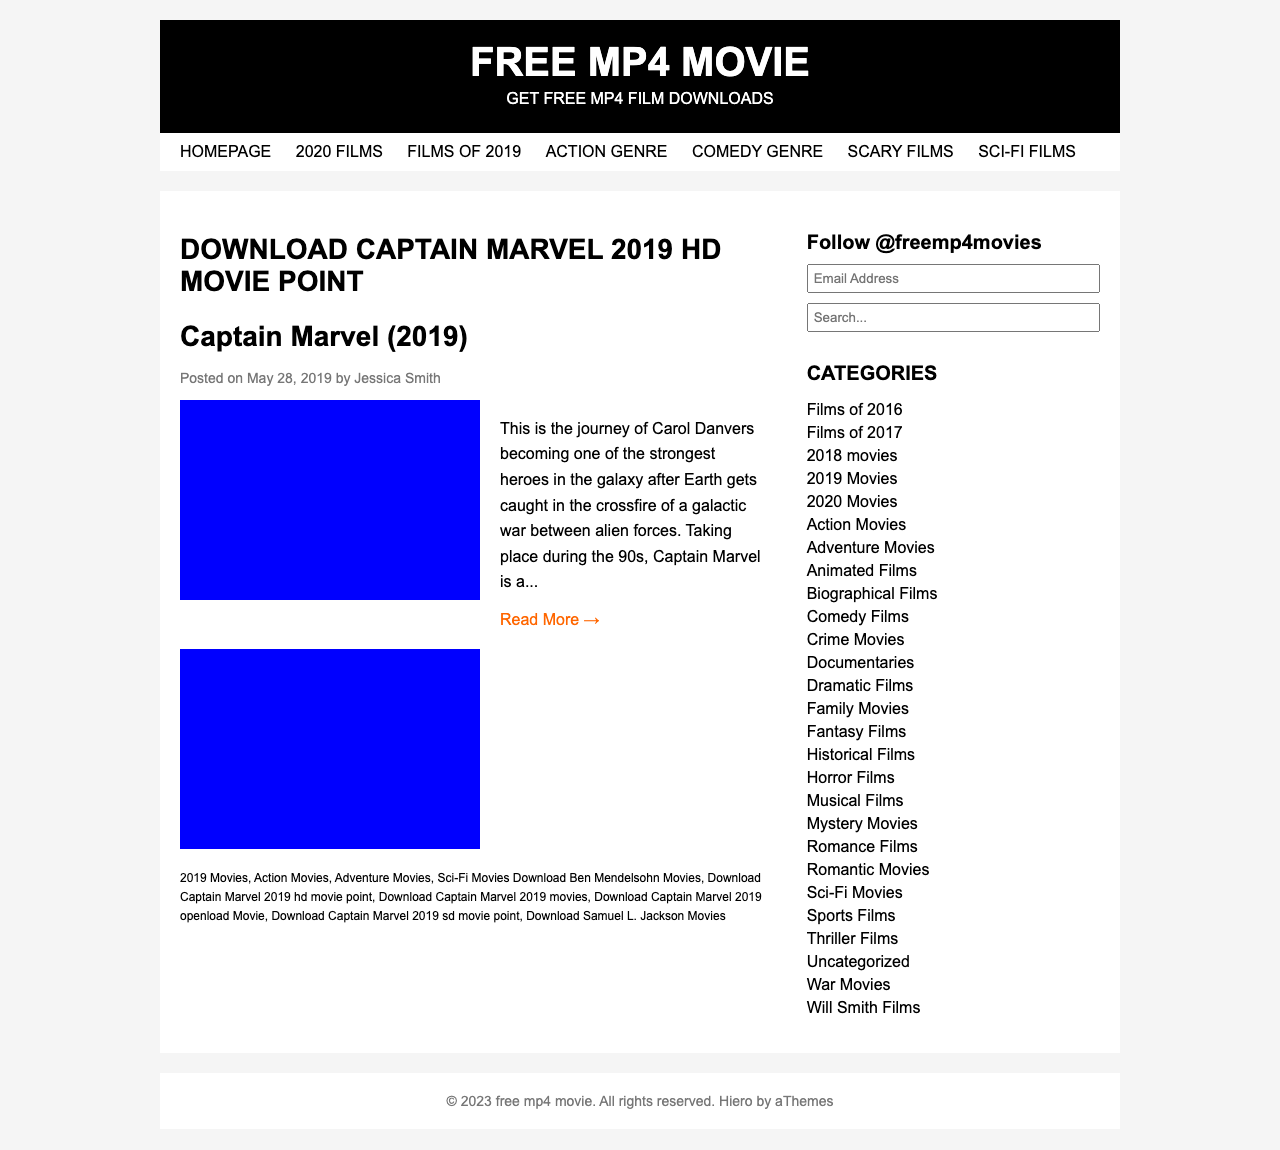 FREE MP4 MOVIE
GET FREE MP4 FILM DOWNLOADS
HOMEPAGE 2020 FILMS FILMS OF 2019 ACTION GENRE COMEDY GENRE SCARY FILMS SCI-FI FILMS
DOWNLOAD CAPTAIN MARVEL 2019 HD
MOVIE POINT
Captain Marvel (2019)
Posted on May 28, 2019 by Jessica Smith
This is the journey of Carol Danvers
becoming one of the strongest
heroes in the galaxy after Earth gets
caught in the crossfire of a galactic
war between alien forces. Taking
place during the 90s, Captain Marvel
is a...
Read More →
2019 Movies, Action Movies, Adventure Movies, Sci-Fi Movies Download Ben Mendelsohn Movies, Download
Captain Marvel 2019 hd movie point, Download Captain Marvel 2019 movies, Download Captain Marvel 2019
openload Movie, Download Captain Marvel 2019 sd movie point, Download Samuel L. Jackson Movies
Follow @freemp4movies
Email Address
Search...
CATEGORIES
Films of 2016
Films of 2017
2018 movies
2019 Movies
2020 Movies
Action Movies
Adventure Movies
Animated Films
Biographical Films
Comedy Films
Crime Movies
Documentaries
Dramatic Films
Family Movies
Fantasy Films
Historical Films
Horror Films
Musical Films
Mystery Movies
Romance Films
Romantic Movies
Sci-Fi Movies
Sports Films
Thriller Films
Uncategorized
War Movies
Will Smith Films
© 2023 free mp4 movie. All rights reserved. Hiero by aThemes